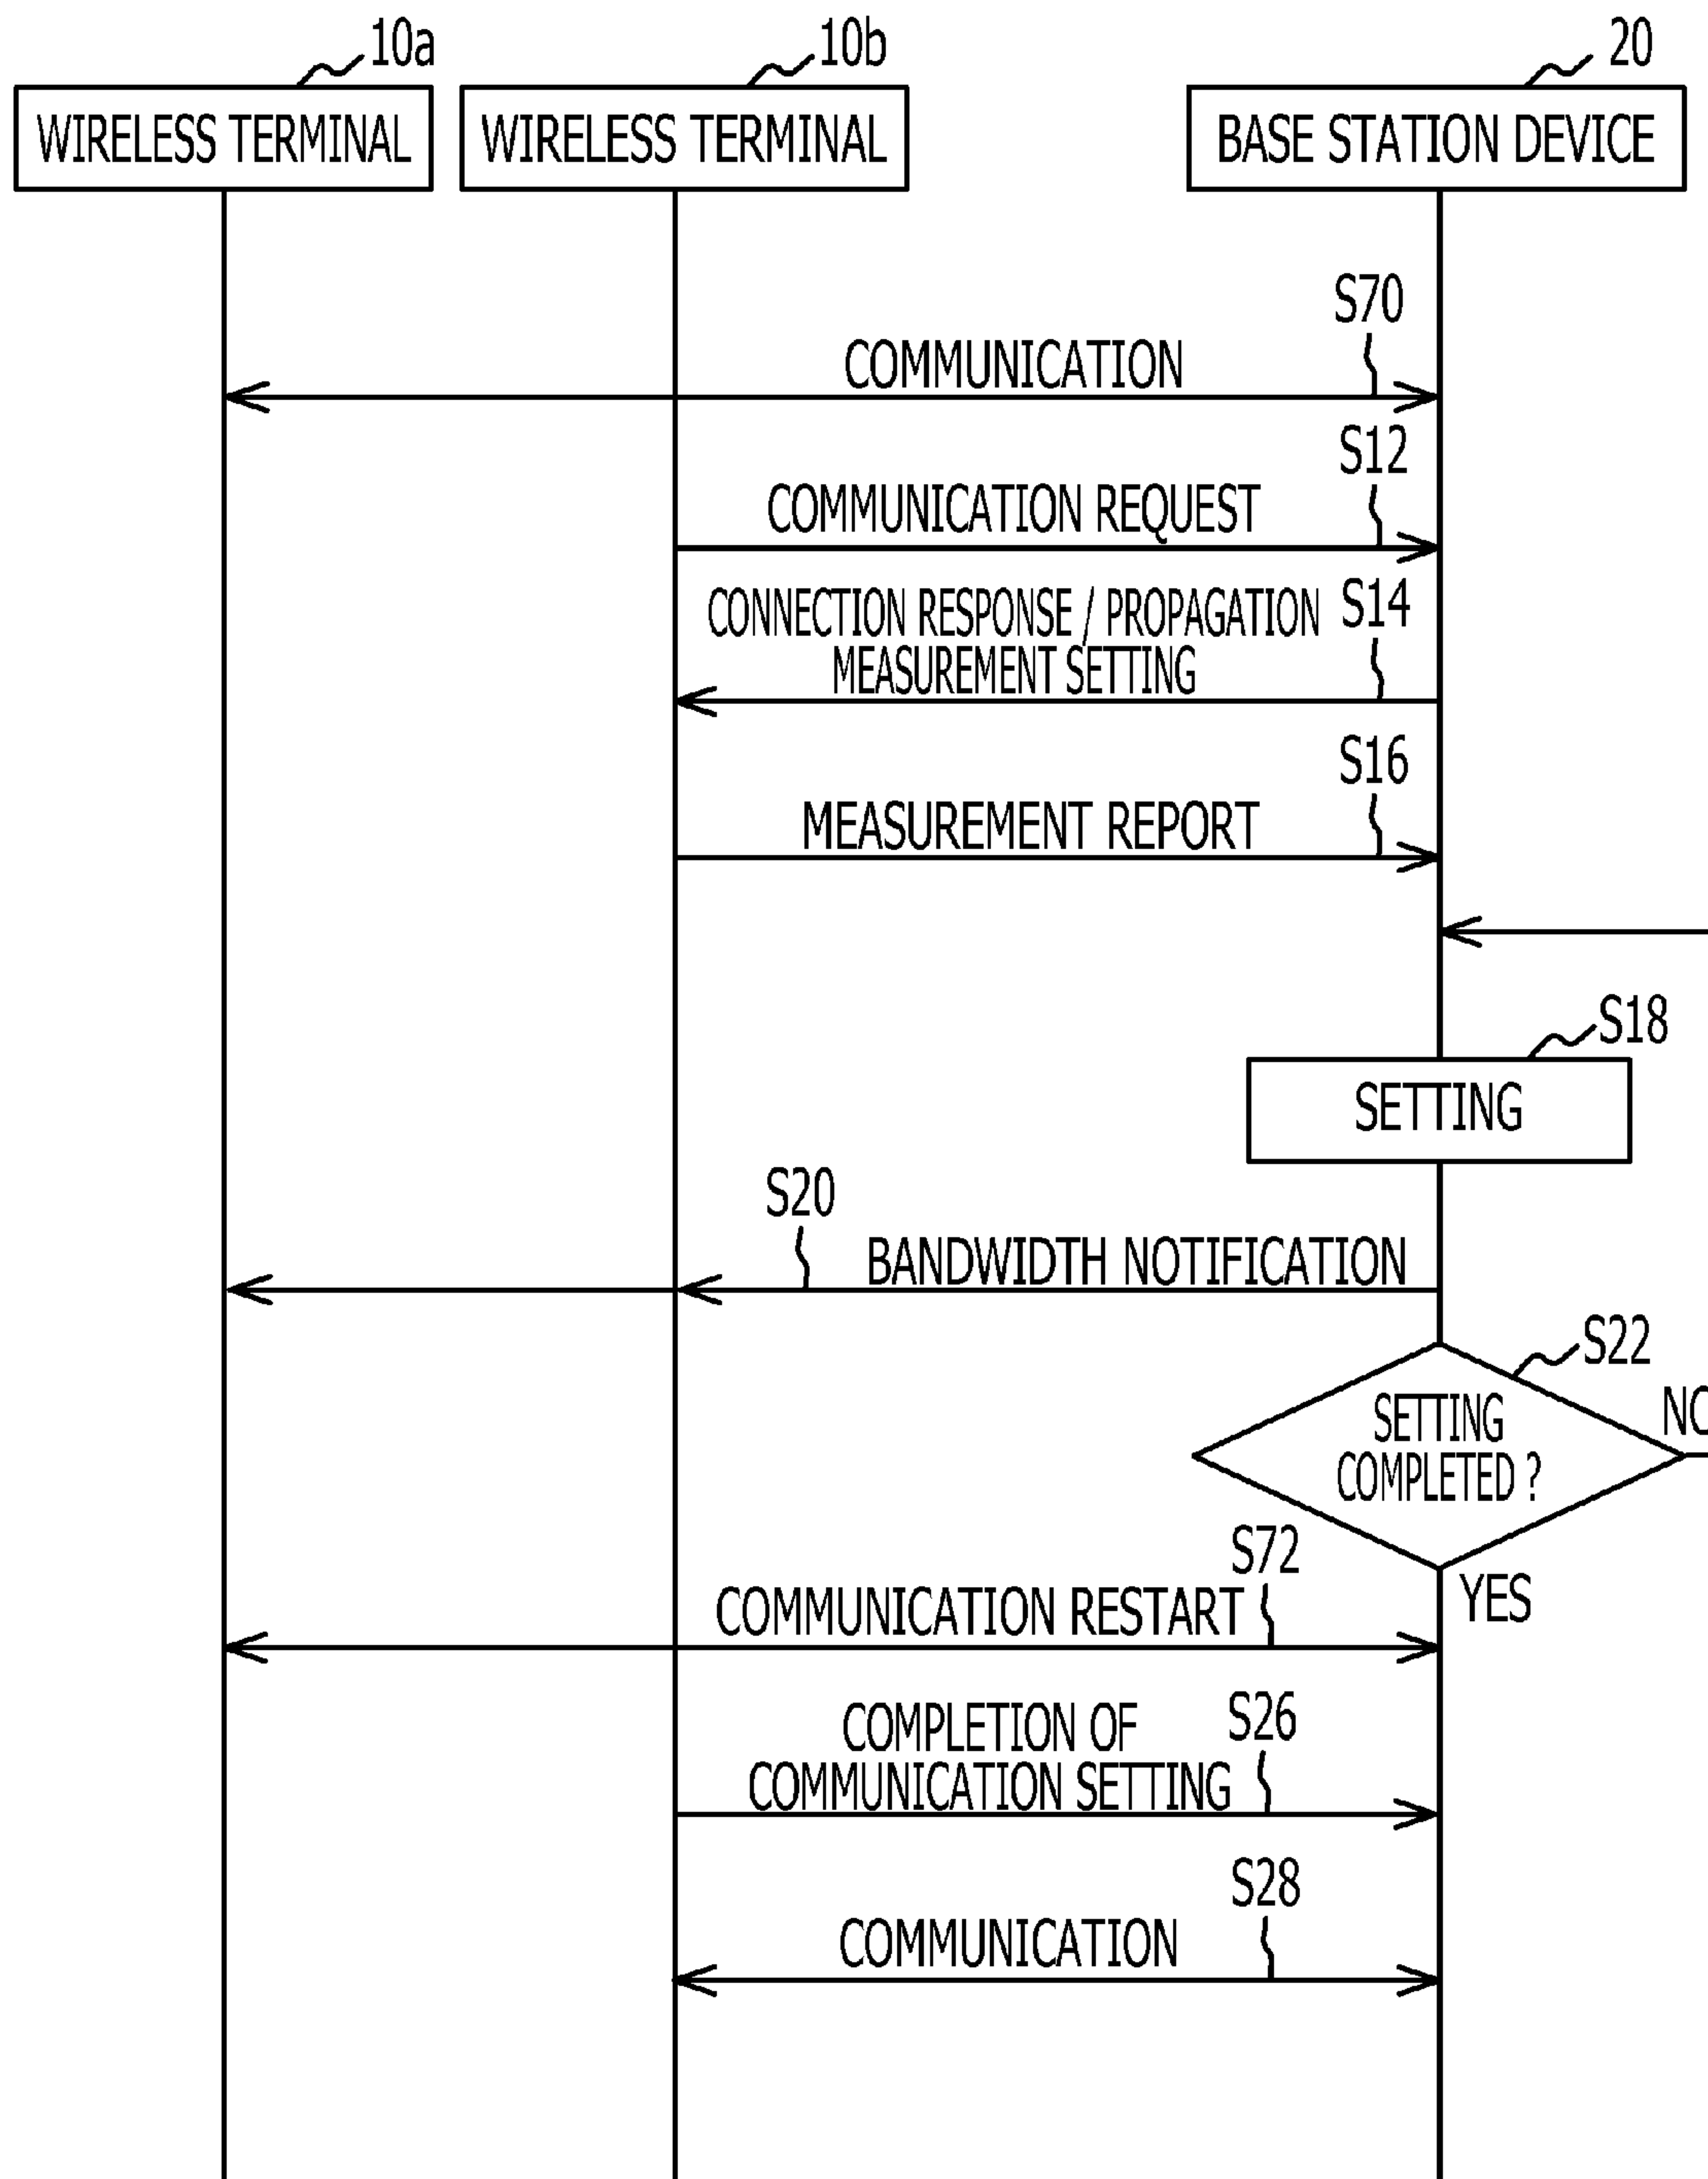 10a
10b
20
WIRELESS TERMINAL
WIRELESS TERMINAL
BASE STATION DEVICE
S70
COMMUNICATION
S12
COMMUNICATION REQUEST
S14
CONNECTION RESPONSE / PROPAGATION
MEASUREMENT SETTING
S16
MEASUREMENT REPORT
S18
SETTING
S20
BANDWIDTH NOTIFICATION
S22
NO
SETTING
COMPLETED ?
S72
YES
COMMUNICATION RESTART
S26
COMPLETION OF
COMMUNICATION SETTING
S28
COMMUNICATION